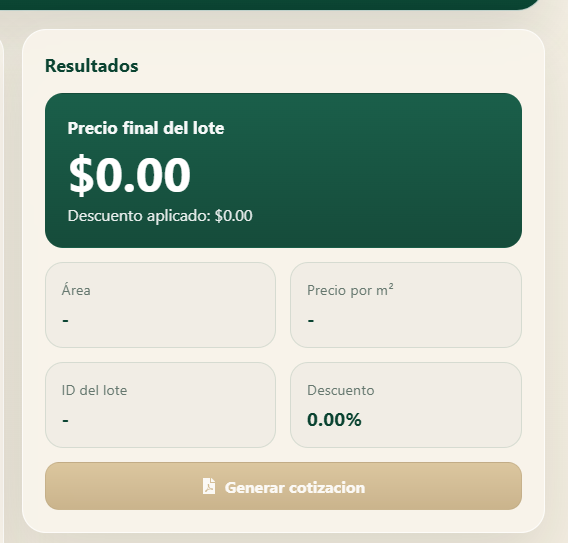 Resultados
Precio final del lote
$0.00
Descuento aplicado: $0.00
Área
-
Precio por m²
-
ID del lote
-
Descuento
0.00%
Generar cotizacion